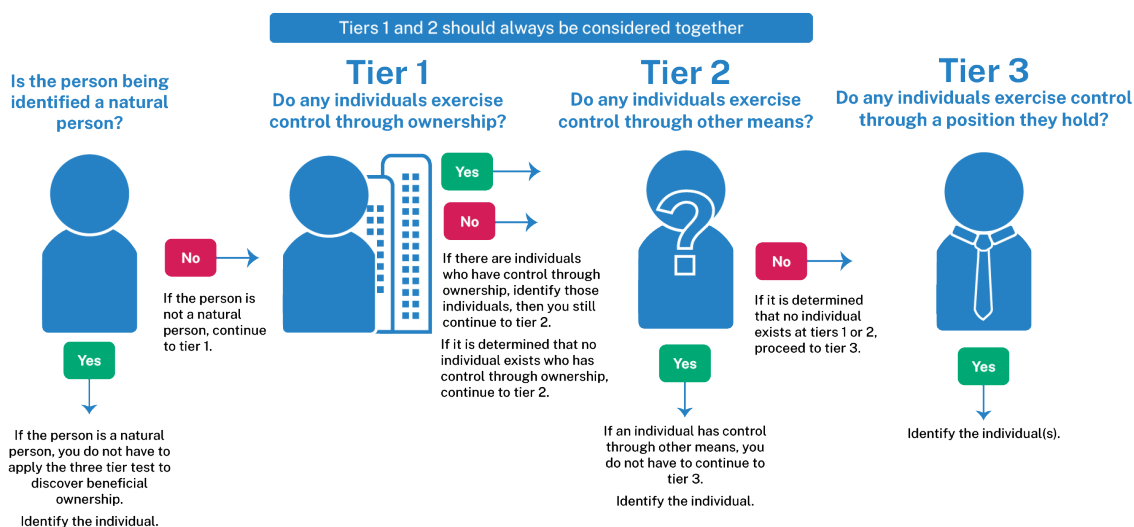 Tiers 1 and 2 should always be considered together
Is the person being
identified a natural
person?
No
If the person is
not a natural
person, continue
to tier 1.
Yes
If the person is a natural
person, you do not have to
apply the three tier test to
discover beneficial
ownership.
Identify the individual.
Tier 1
Do any individuals exercise
control through ownership?
Yes
No
If there are individuals
who have control through
ownership, identify those
individuals, then you still
continue to tier 2.
If it is determined that no
individual exists who has
control through ownership,
continue to tier 2.
Tier 2
Do any individuals exercise
control through other means?
?
No
If it is determined
that no individual
exists at tiers 1 or 2,
proceed to tier 3.
Yes
If an individual has control
through other means, you
do not have to continue to
tier 3.
Identify the individual.
Tier 3
Do any individuals exercise control
through a position they hold?
Yes
Identify the individual(s).